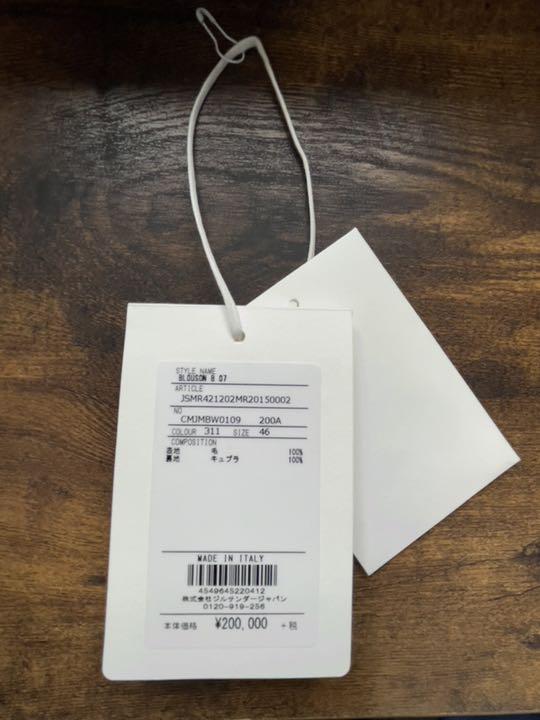 STYLE NAME
BLOUSON B 07
ARTICLE
JSMR421202MR20150002
NO
CMJMBW0109 200A
COLOUR 311 SIZE 46
COMPOSITION
表地 毛 100%
裏地 キュプラ 100%
MADE IN ITALY
4549645220412
株式会社ジルサンダージャパン
0120-919-256
本体価格 ¥200,000 +税